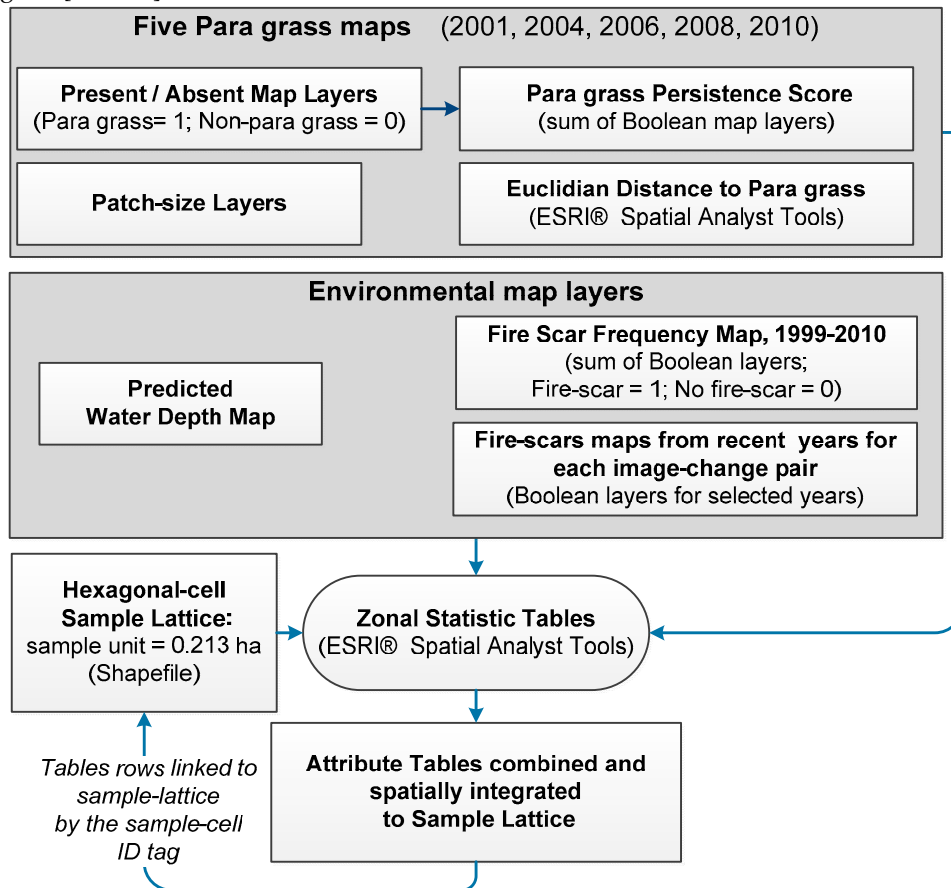 Five Para grass maps (2001, 2004, 2006, 2008, 2010)
Present / Absent Map Layers
(Para grass= 1; Non-para grass = 0)
Para grass Persistence Score
(sum of Boolean map layers)
Patch-size Layers
Euclidian Distance to Para grass
(ESRI® Spatial Analyst Tools)
Environmental map layers
Predicted
Water Depth Map
Fire Scar Frequency Map, 1999-2010
(sum of Boolean layers;
Fire-scar = 1; No fire-scar = 0)
Fire-scars maps from recent years for
each image-change pair
(Boolean layers for selected years)
Hexagonal-cell
Sample Lattice:
sample unit = 0.213 ha
(Shapefile)
Zonal Statistic Tables
(ESRI® Spatial Analyst Tools)
Tables rows linked to
sample-lattice
by the sample-cell
ID tag
Attribute Tables combined and
spatially integrated
to Sample Lattice